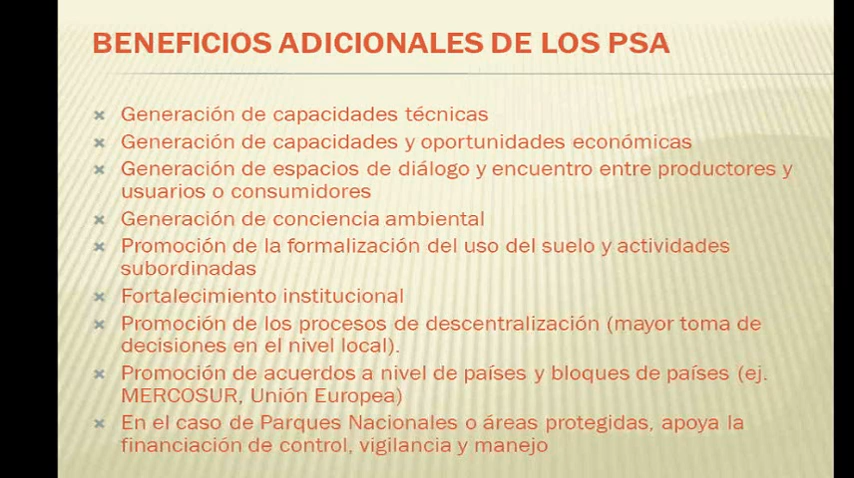 BENEFICIOS ADICIONALES DE LOS PSA
Generación de capacidades técnicas
Generación de capacidades y oportunidades económicas
Generación de espacios de diálogo y encuentro entre productores y
usuarios o consumidores
Generación de conciencia ambiental
Promoción de la formalización del uso del suelo y actividades
subordinadas
Fortalecimiento institucional
Promoción de los procesos de descentralización (mayor toma de
decisiones en el nivel local).
Promoción de acuerdos a nivel de países y bloques de países (ej.
MERCOSUR, Unión Europea)
En el caso de Parques Nacionales o áreas protegidas, apoya la
financiación de control, vigilancia y manejo